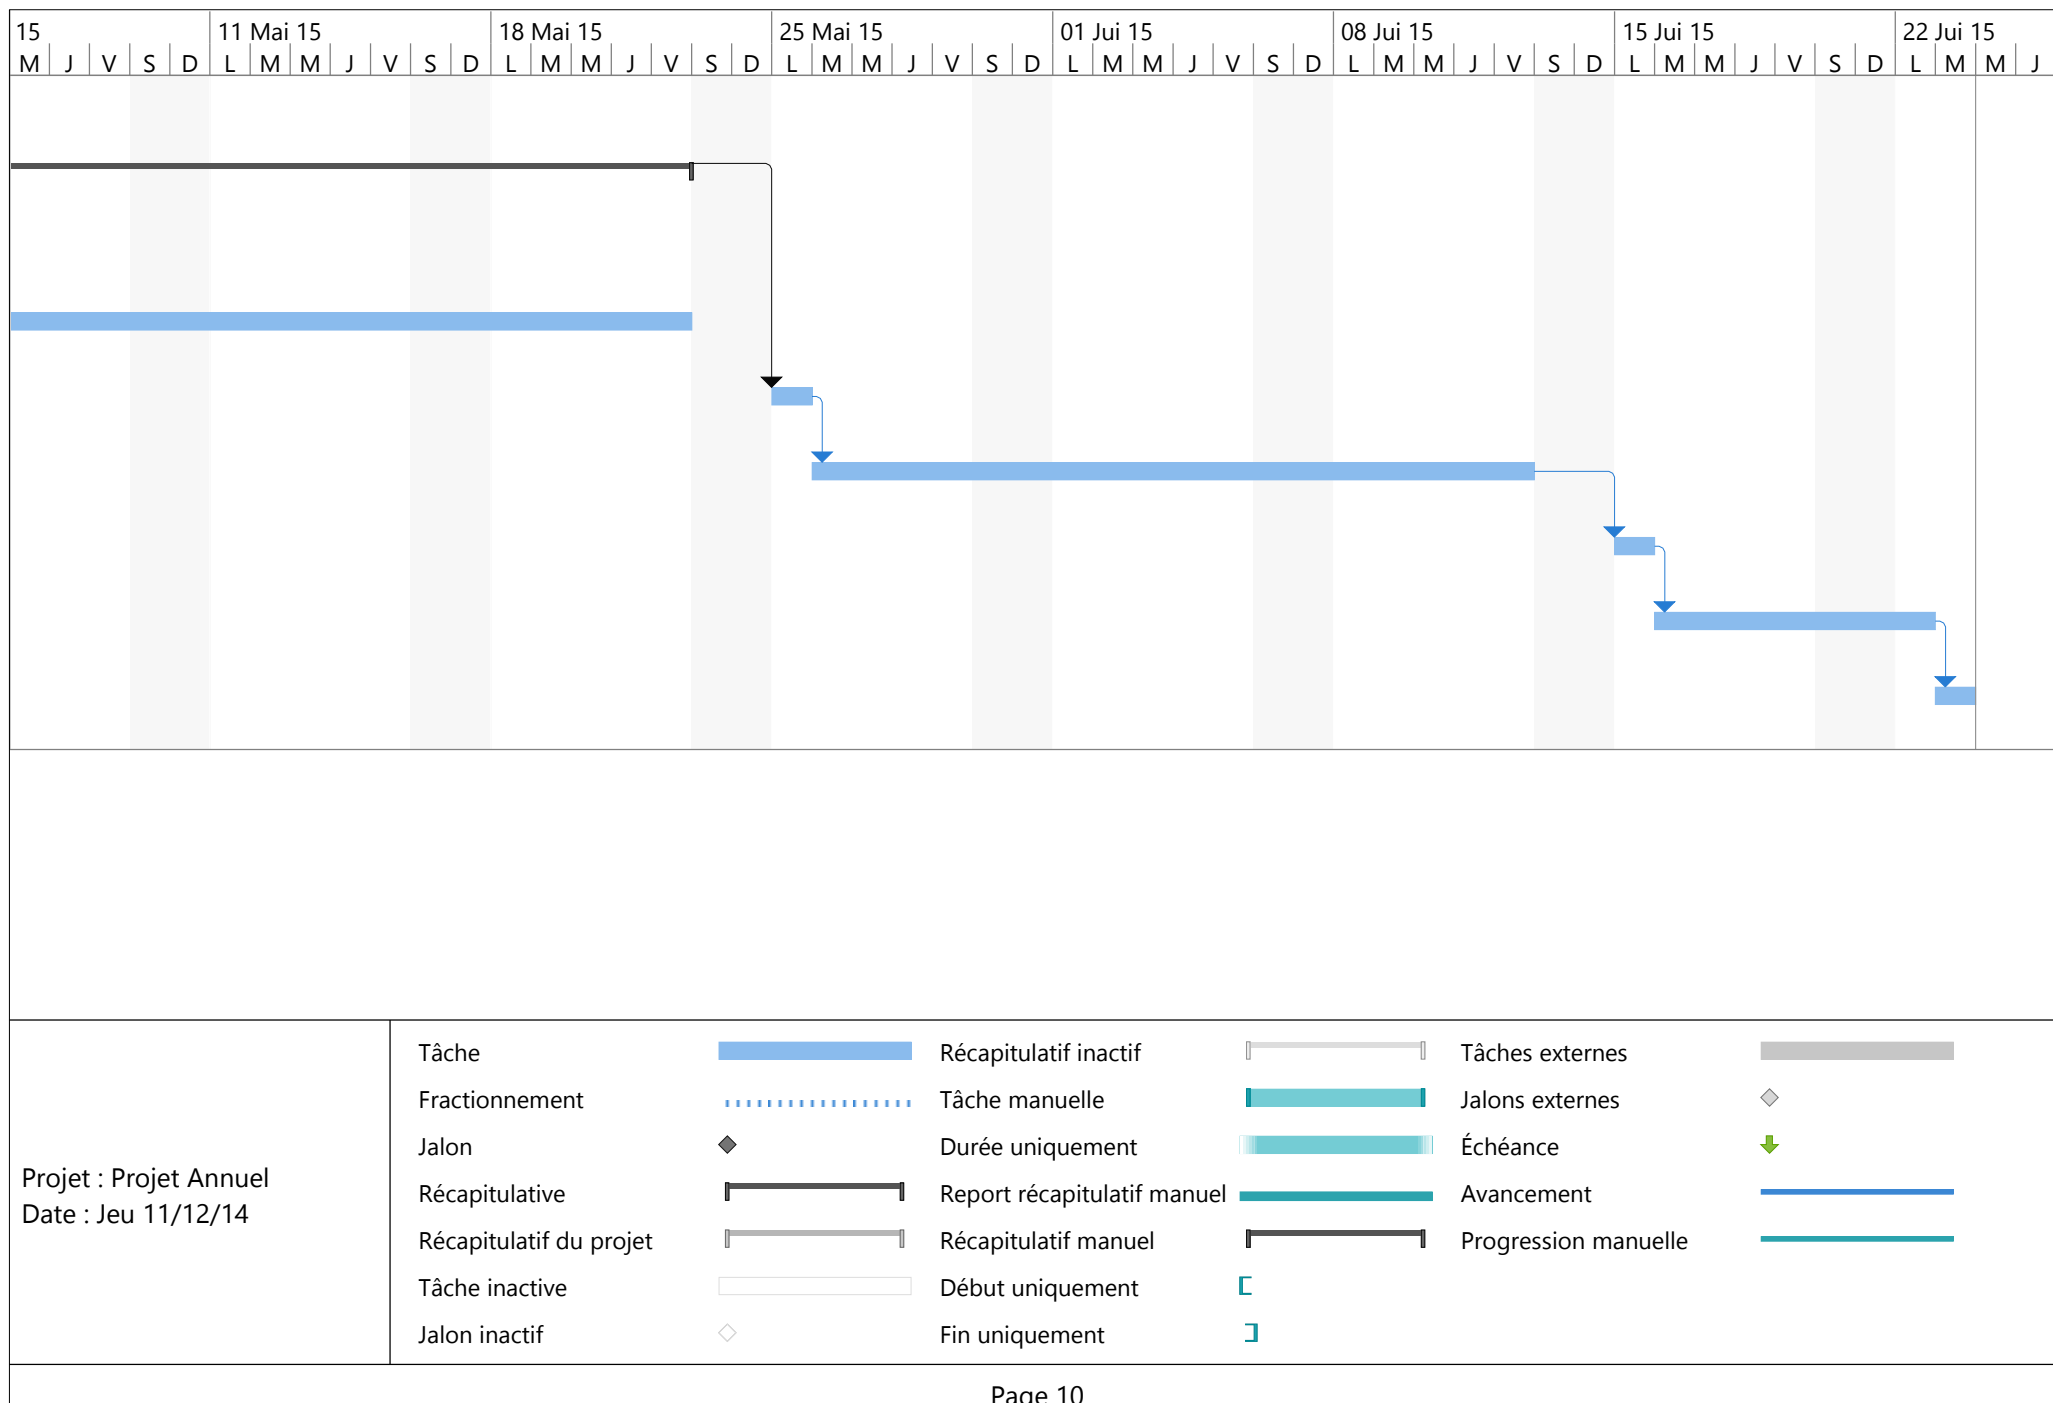 15 11 Mai 15 18 Mai 15 25 Mai 15 01 Jui 15 08 Jui 15 15 Jui 15 22 Jui 15
M J V S D L M M J V S D L M M J V S D L M M J V S D L M M J V S D L M M J V S D L M M J V S D L M M J
Tâche Récapitulatif inactif Tâches externes
Fractionnement Tâche manuelle Jalons externes
Jalon Durée uniquement Échéance
Projet : Projet Annuel
Date : Jeu 11/12/14
Récapitulative Report récapitulatif manuel Avancement
Récapitulatif du projet Récapitulatif manuel Progression manuelle
Tâche inactive Début uniquement
Jalon inactif Fin uniquement
Page 10